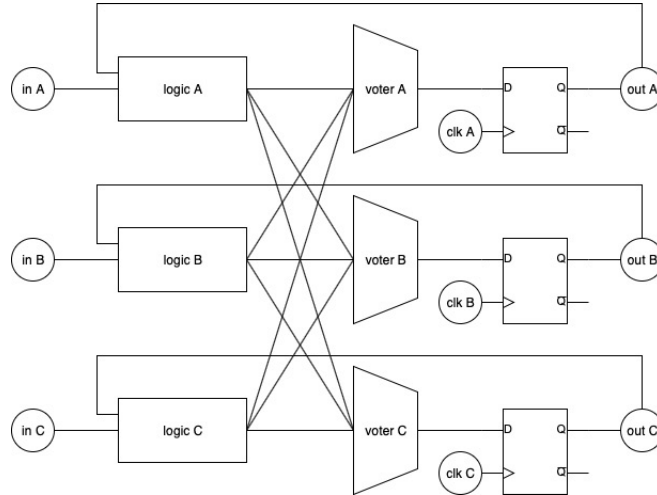 in A
logic A
voter A
D
Q
out A
clk A
Q
in B
logic B
voter B
D
Q
out B
clk B
Q
in C
logic C
voter C
D
Q
out C
clk C
Q